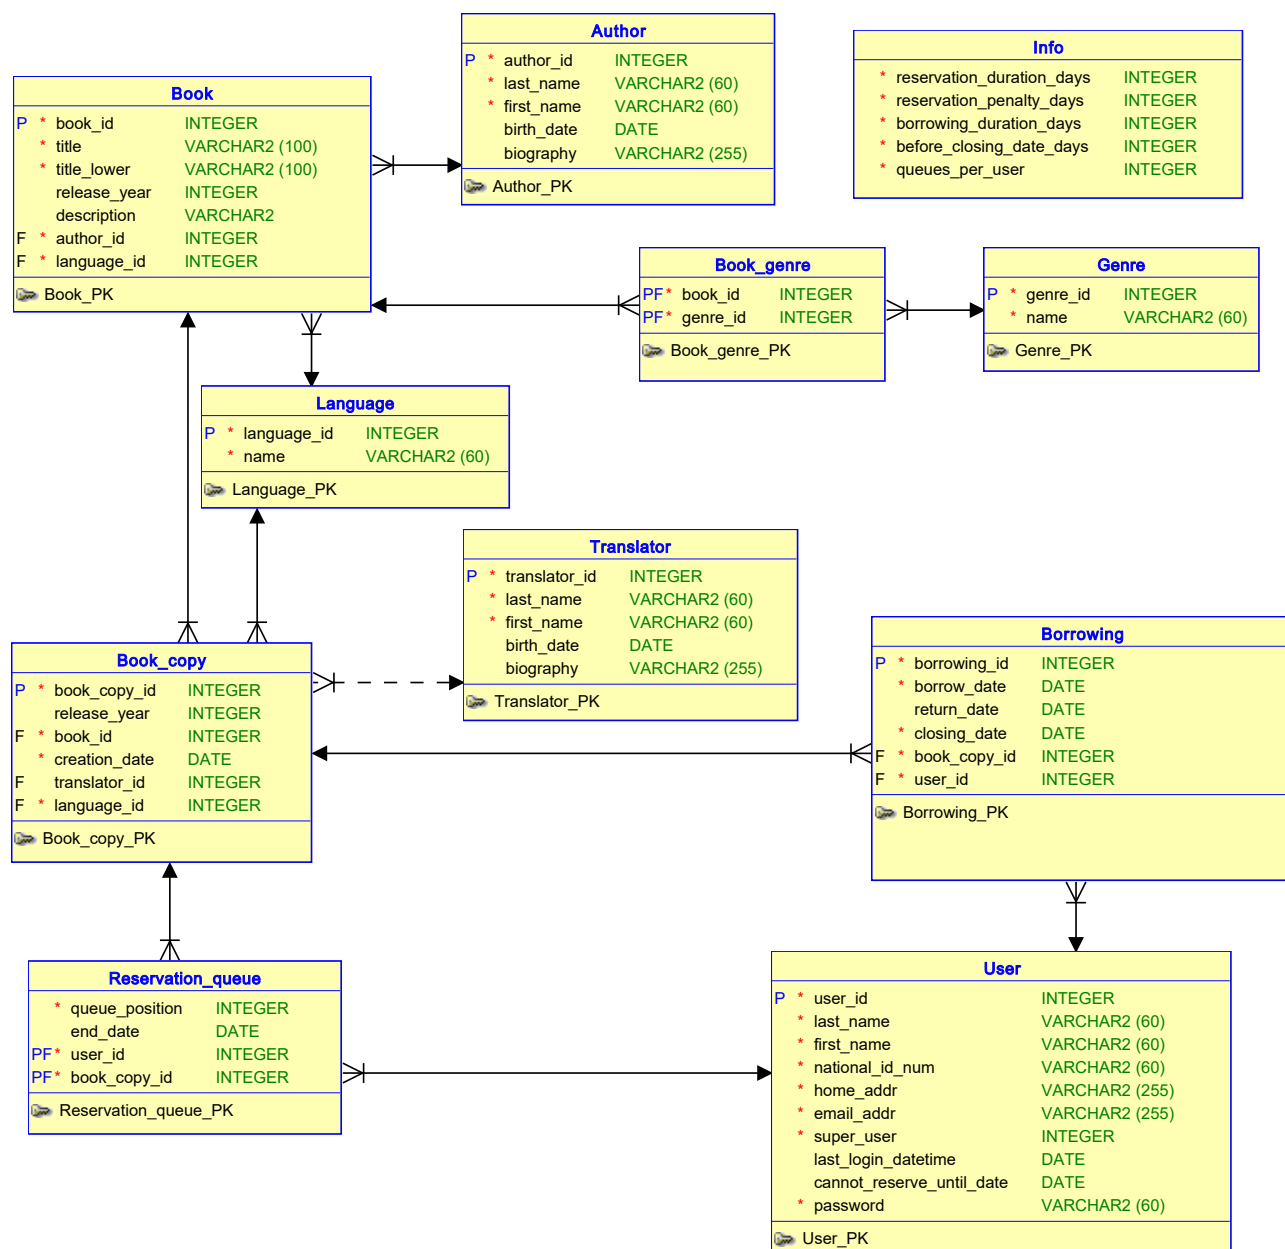 Author
P * author_id INTEGER
* last_name VARCHAR2 (60)
* first_name VARCHAR2 (60)
birth_date DATE
biography VARCHAR2 (255)
Author_PK
Info
* reservation_duration_days INTEGER
* reservation_penalty_days INTEGER
* borrowing_duration_days INTEGER
* before_closing_date_days INTEGER
* queues_per_user INTEGER
Book
P * book_id INTEGER
* title VARCHAR2 (100)
* title_lower VARCHAR2 (100)
release_year INTEGER
description VARCHAR2
F * author_id INTEGER
F * language_id INTEGER
Book_PK
Book_genre
PF * book_id INTEGER
PF * genre_id INTEGER
Book_genre_PK
Genre
P * genre_id INTEGER
* name VARCHAR2 (60)
Genre_PK
Language
P * language_id INTEGER
* name VARCHAR2 (60)
Language_PK
Translator
P * translator_id INTEGER
* last_name VARCHAR2 (60)
* first_name VARCHAR2 (60)
birth_date DATE
biography VARCHAR2 (255)
Translator_PK
Book_copy
P * book_copy_id INTEGER
release_year INTEGER
F * book_id INTEGER
* creation_date DATE
F translator_id INTEGER
F * language_id INTEGER
Book_copy_PK
Borrowing
P * borrowing_id INTEGER
* borrow_date DATE
return_date DATE
* closing_date DATE
F * book_copy_id INTEGER
F * user_id INTEGER
Borrowing_PK
Reservation_queue
* queue_position INTEGER
end_date DATE
PF * user_id INTEGER
PF * book_copy_id INTEGER
Reservation_queue_PK
User
P * user_id INTEGER
* last_name VARCHAR2 (60)
* first_name VARCHAR2 (60)
* national_id_num VARCHAR2 (60)
* home_addr VARCHAR2 (255)
* email_addr VARCHAR2 (255)
* super_user INTEGER
last_login_datetime DATE
cannot_reserve_until_date DATE
* password VARCHAR2 (60)
User_PK